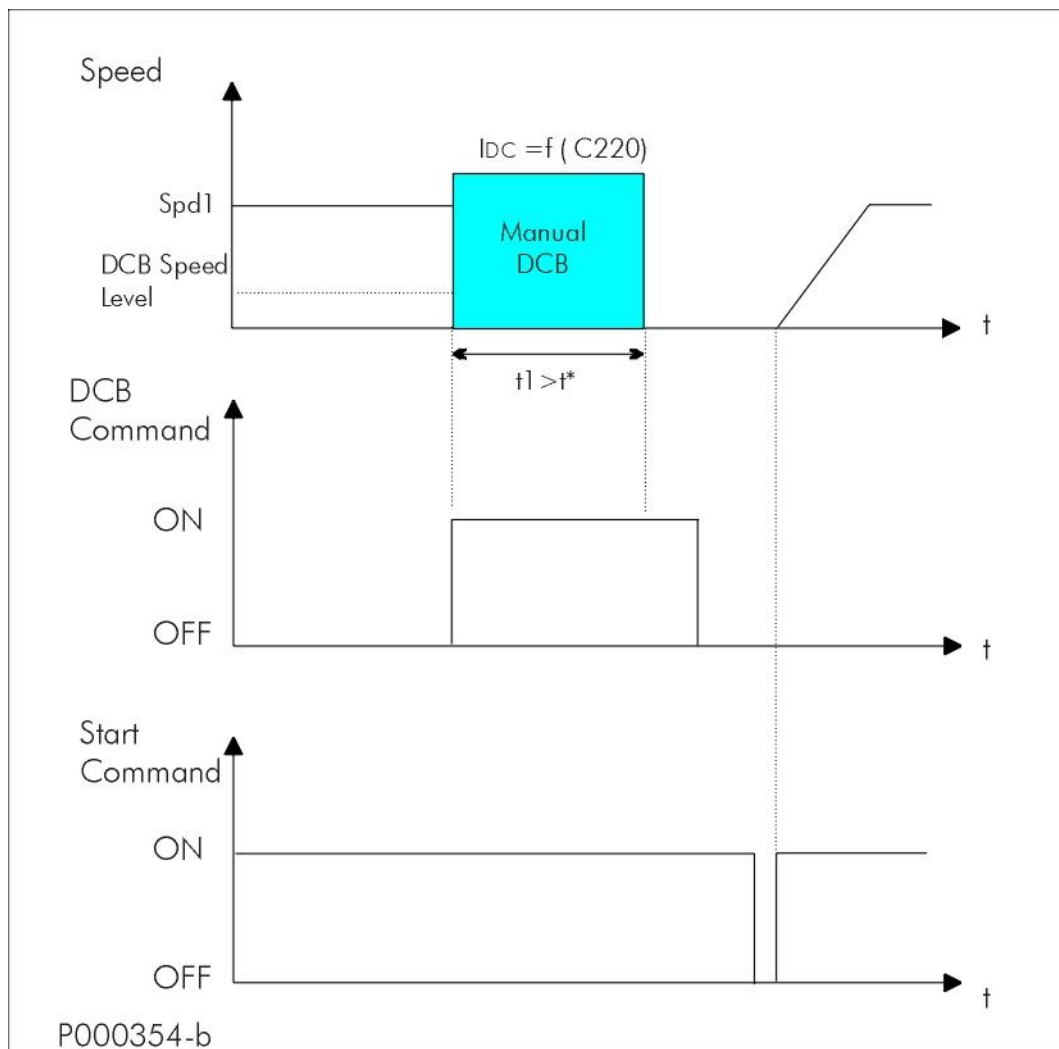 Speed
IDC =f ( C220)
Spd1
Manual
DCB
DCB Speed
Level
t
t1 >t*
DCB
Command
ON
OFF
t
Start
Command
ON
OFF
t
P000354-b